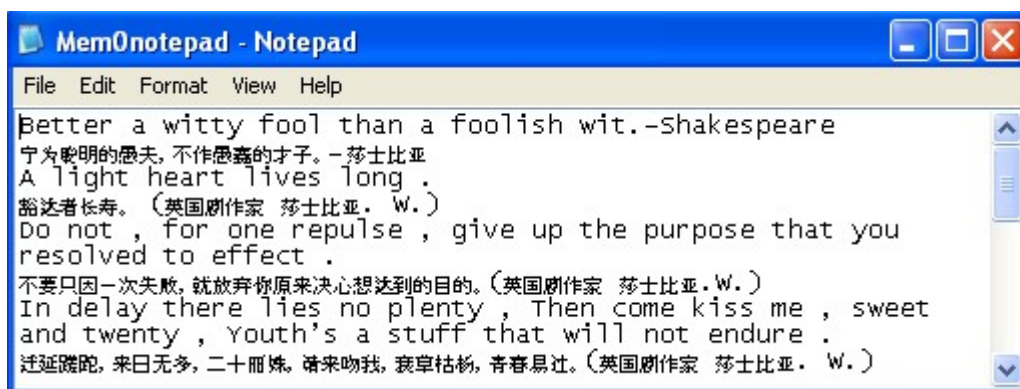 Mem0notepad - Notepad
File Edit Format View Help
Better a witty fool than a foolish wit.-Shakespeare
宁为聪明的愚夫,不作愚蠢的才子。-莎士比亚
A light heart lives long .
豁达者长寿。 (英国剧作家 莎士比亚. W.)
Do not , for one repulse , give up the purpose that you
resolved to effect .
不要只因一次失败,就放弃你原来决心想达到的目的。(英国剧作家 莎士比亚.W.)
In delay there lies no plenty , Then come kiss me , sweet
and twenty , Youth's a stuff that will not endure .
迁延蹉跎,来日无多,二十丽姝,请来吻我,衰草枯杨,青春易过。(英国剧作家 莎士比亚. W.)